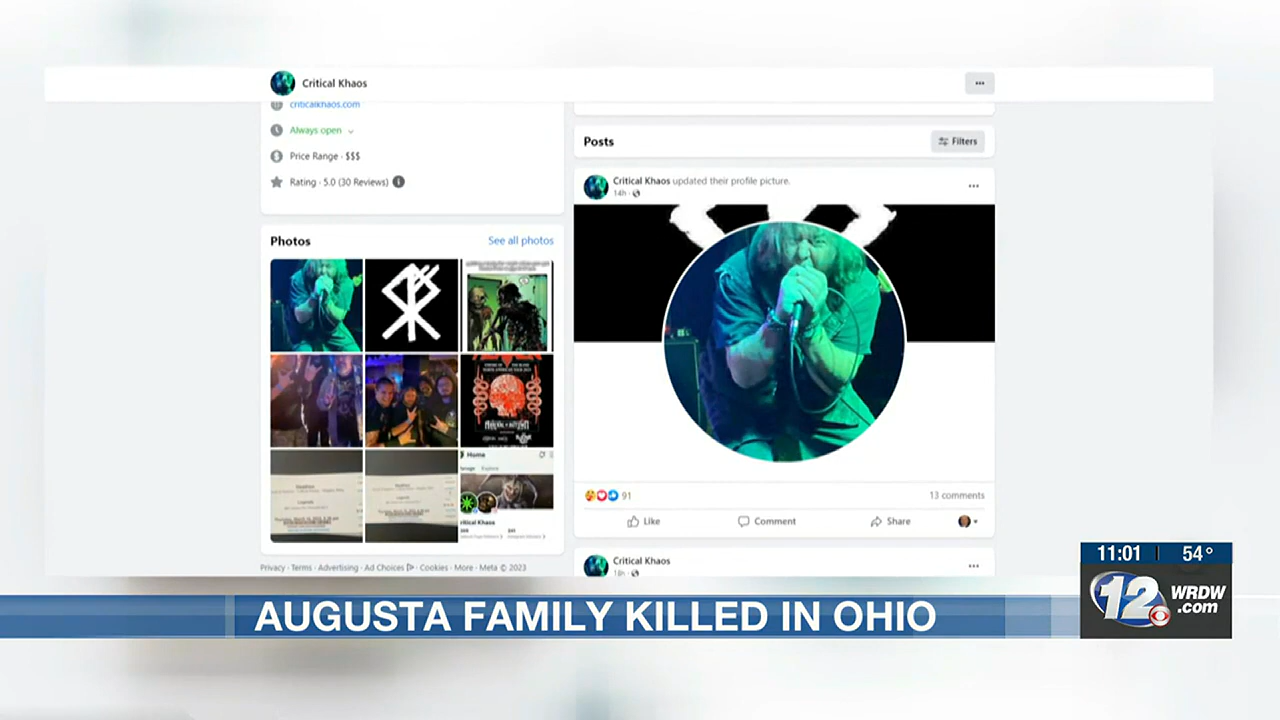 Critical Khaos
criticalkhaos.com
Always open
Price Range · $$$
Rating · 5.0 (30 Reviews)
Photos
See all photos
Home
Privacy · Terms · Advertising · Ad Choices · Cookies · More · Meta © 2023
Posts
Filters
Critical Khaos updated their profile picture.
14h ·
91
13 comments
Like
Comment
Share
Critical Khaos
18h ·
AUGUSTA FAMILY KILLED IN OHIO
11:01 54°
12 WRDW
.com